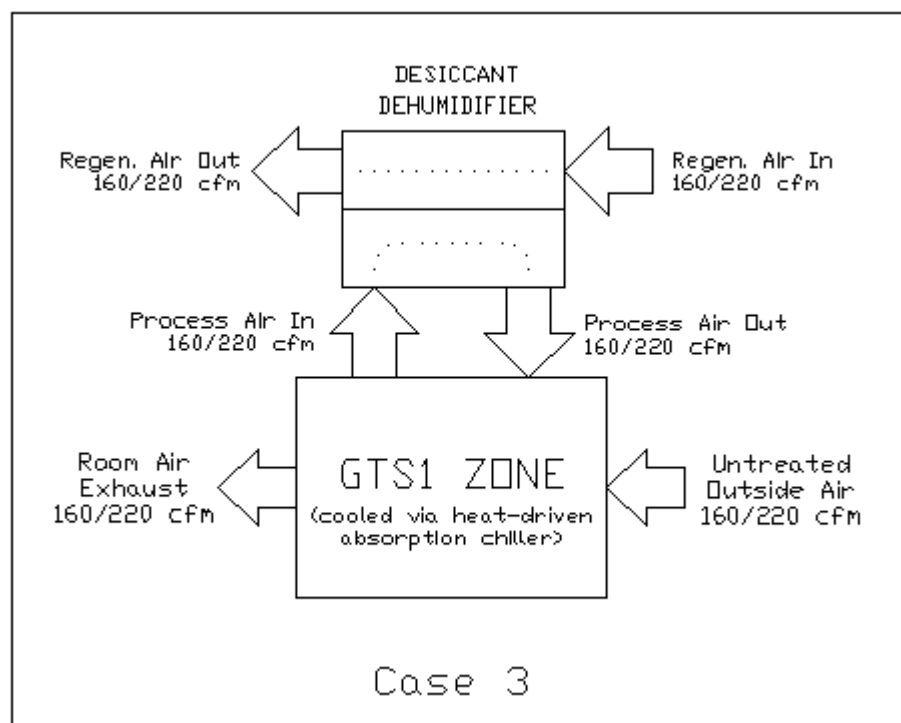 DESICCANT
DEHUMIDIFIER
Regen. Air Out
160/220 cfm
Regen. Air In
160/220 cfm
Process Air In
160/220 cfm
Process Air Out
160/220 cfm
Room Air
Exhaust
160/220 cfm
GTS1 ZONE
(cooled via heat-driven
absorption chiller)
Untreated
Outside Air
160/220 cfm
Case 3